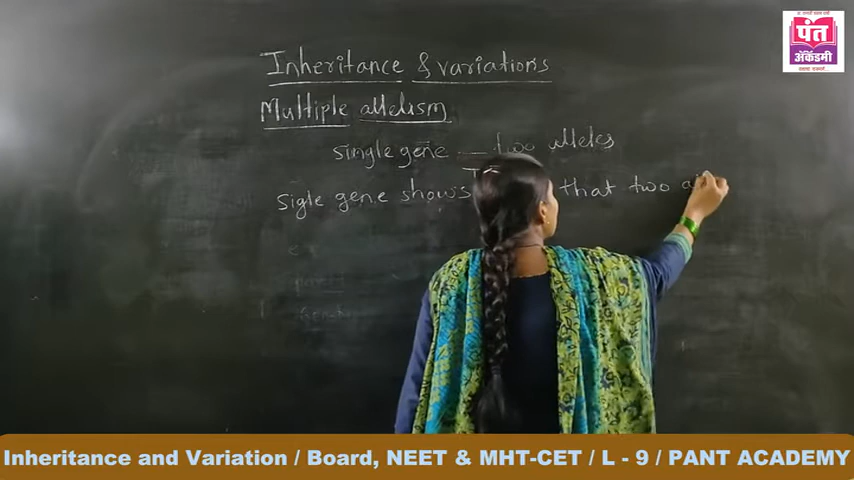 पंत
अ‍ॅकॅडमी
Inheritance & variations
Multiple allelism
single gene — two alleles
Sigle gene shows that two
Inheritance and Variation / Board, NEET & MHT-CET / L - 9 / PANT ACADEMY